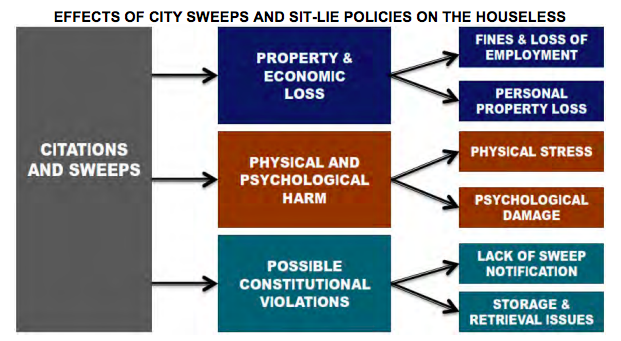 EFFECTS OF CITY SWEEPS AND SIT-LIE POLICIES ON THE HOUSELESS
CITATIONS
AND SWEEPS
PROPERTY &
ECONOMIC
LOSS
FINES & LOSS OF
EMPLOYMENT
PERSONAL
PROPERTY LOSS
PHYSICAL AND
PSYCHOLOGICAL
HARM
PHYSICAL STRESS
PSYCHOLOGICAL
DAMAGE
POSSIBLE
CONSTITUTIONAL
VIOLATIONS
LACK OF SWEEP
NOTIFICATION
STORAGE &
RETRIEVAL ISSUES